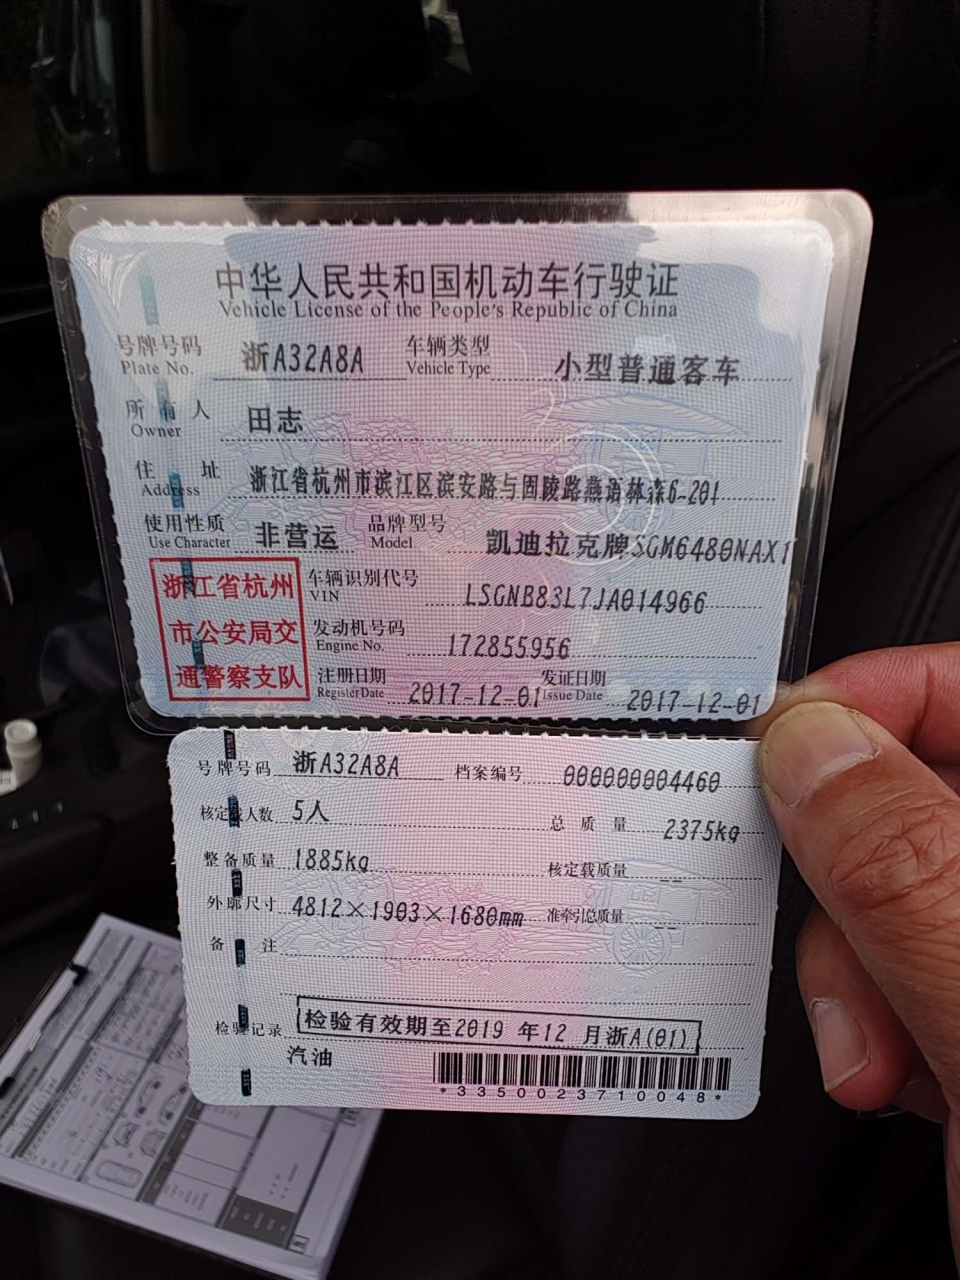 中华人民共和国机动车行驶证
Vehicle License of the People's Republic of China
号牌号码 浙A32A8A 车辆类型 小型普通客车
Plate No. Vehicle Type
所有人 田志
Owner
住址 浙江省杭州市滨江区滨安路与固陵路燕语林森6-201
Address
使用性质 非营运 品牌型号 凯迪拉克牌SGM6480NAX1
Use Character Model
浙江省杭州
市公安局交
通警察支队
车辆识别代号 LSGNB83L7JA014966
VIN
发动机号码 172855956
Engine No.
注册日期 2017-12-01 发证日期 2017-12-01
Register Date Issue Date
号牌号码 浙A32A8A 档案编号 000000004460
核定载人数 5人 总质量 2375kg
整备质量 1885kg 核定载质量 --
外廓尺寸 4812×1903×1680mm 准牵引总质量 --
备注
检验记录 检验有效期至2019 年12 月浙A(01)
汽油
*3350023710048*